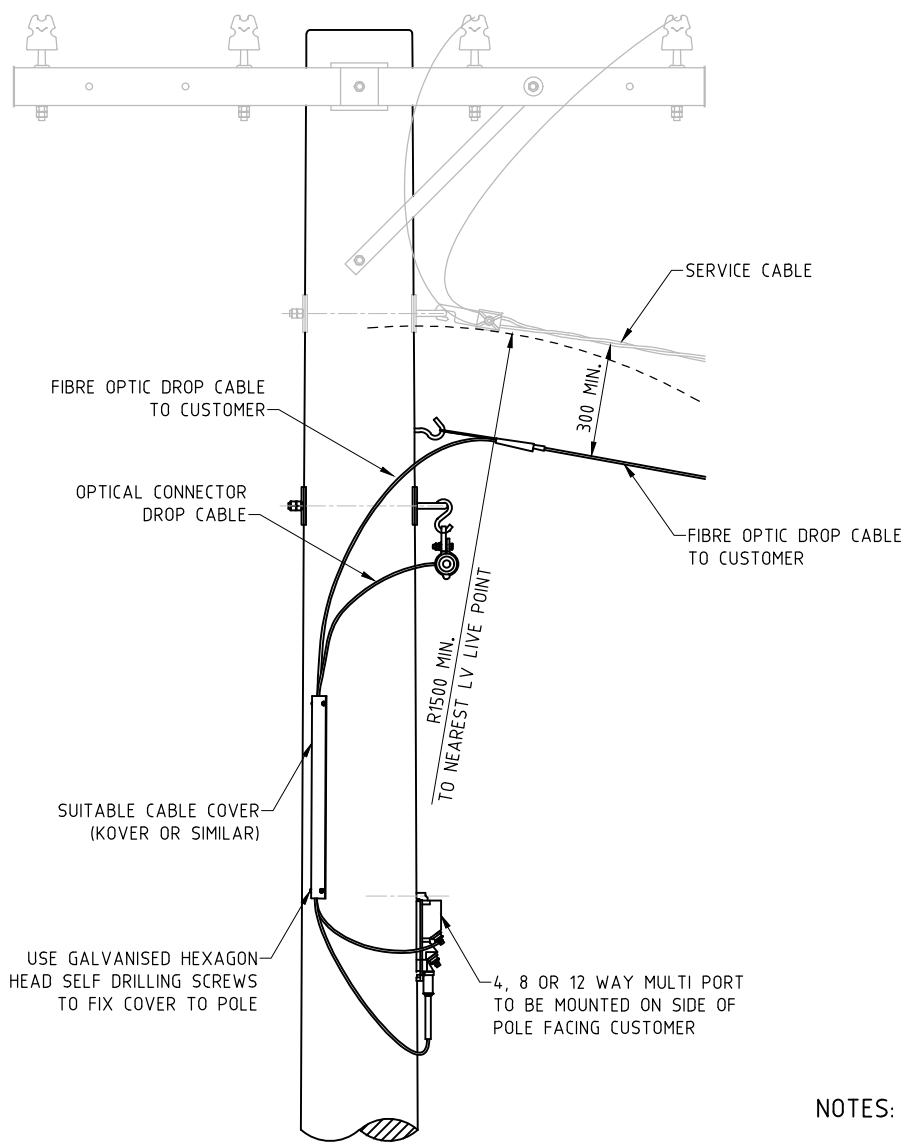 SERVICE CABLE
300 MIN.
FIBRE OPTIC DROP CABLE
TO CUSTOMER
OPTICAL CONNECTOR
DROP CABLE
FIBRE OPTIC DROP CABLE
TO CUSTOMER
R1500 MIN.
TO NEAREST LV LIVE POINT
SUITABLE CABLE COVER
(KOVER OR SIMILAR)
USE GALVANISED HEXAGON
HEAD SELF DRILLING SCREWS
TO FIX COVER TO POLE
4, 8 OR 12 WAY MULTI PORT
TO BE MOUNTED ON SIDE OF
POLE FACING CUSTOMER
NOTES: